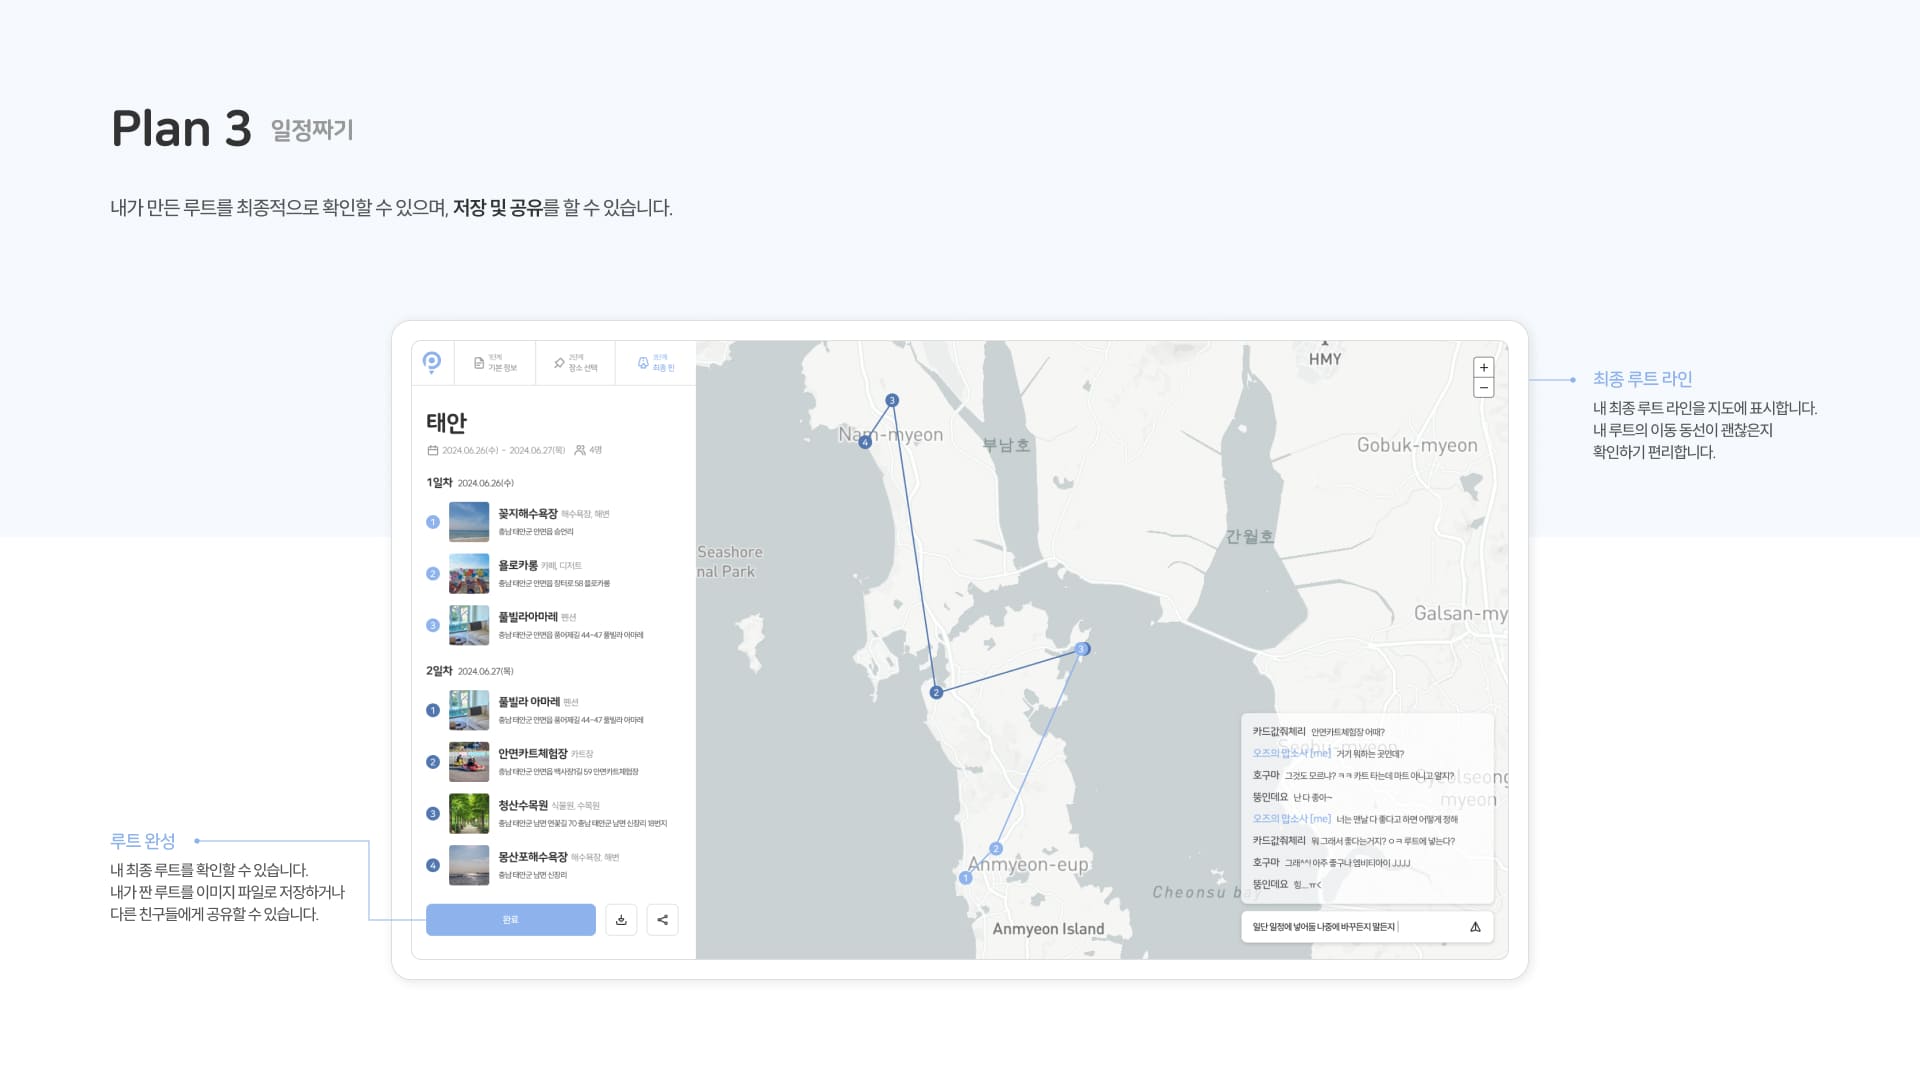 Plan 3 일정짜기
내가 만든 루트를 최종적으로 확인할 수 있으며, 저장 및 공유를 할 수 있습니다.
1단계
기본 정보
2단계
장소 선택
3단계
최종 핀
태안
2024.06.26(수) - 2024.06.27(목) 4명
1일차 2024.06.26(수)
1
꽃지해수욕장 해수욕장, 해변
충남 태안군 안면읍 승언리
2
욜로카롱 카페, 디저트
충남 태안군 안면읍 장터로 58 욜로카롱
3
풀빌라아마레 펜션
충남 태안군 안면읍 풍어제길 44-47 풀빌라 아마레
2일차 2024.06.27(목)
1
풀빌라 아마레 펜션
충남 태안군 안면읍 풍어제길 44-47 풀빌라 아마레
2
안면카트체험장 카트장
충남 태안군 안면읍 백사장1길 59 안면카트체험장
3
청산수목원 식물원, 수목원
충남 태안군 남면 연꽃길 70 충남 태안군 남면 신장리 18번지
4
몽산포해수욕장 해수욕장, 해변
충남 태안군 남면 신장리
완료
HMY
+
−
3
4
Nam-myeon
부남호
Gobuk-myeon
간월호
Seashore
nal Park
Galsan-my
3
2
2
1
Anmyeon-eup
Anmyeon Island
Cheonsu bay
카드값줘체리 안면카트체험장 어때?
오즈의 맙소사 [me] 거기 뭐하는 곳인데?
호구마 그것도 모르냐? ㅋㅋ 카트 타는데 마트 아니고 알지?
뚱인데요 난 다 좋아~
오즈의 맙소사 [me] 너는 맨날 다 좋다고 하면 어떻게 정해
카드값줘체리 뭐 그래서 좋다는거지? ㅇㅋ 루트에 넣는다?
호구마 그래^^! 아주 좋구나 엠비티아이 JJJJ
뚱인데요 힝...ㅠ<
일단 일정에 넣어둠 나중에 바꾸든지 말든지
최종 루트 라인
내 최종 루트 라인을 지도에 표시합니다.
내 루트의 이동 동선이 괜찮은지
확인하기 편리합니다.
루트 완성
내 최종 루트를 확인할 수 있습니다.
내가 짠 루트를 이미지 파일로 저장하거나
다른 친구들에게 공유할 수 있습니다.